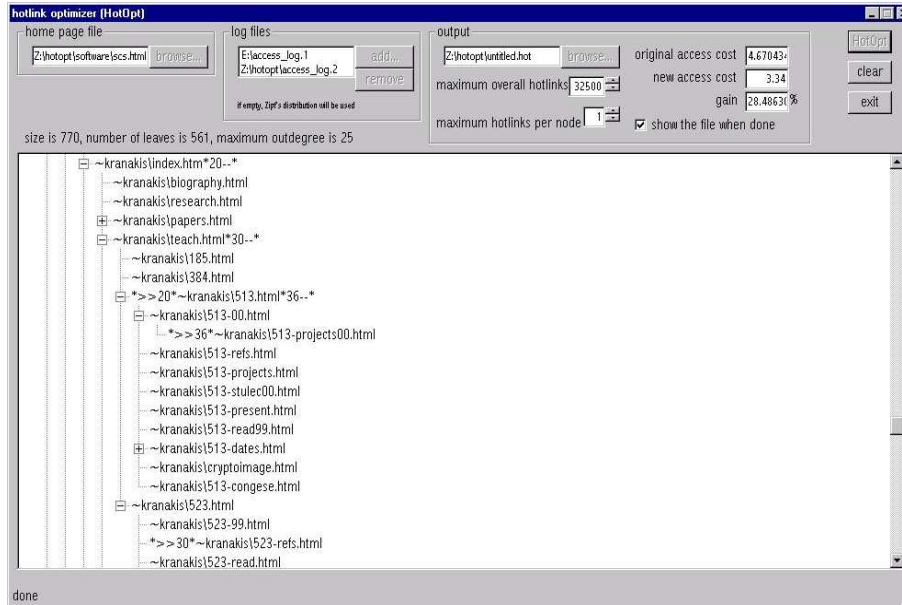 hotlink optimizer (HotOpt)
home page file
Z:\hotopt\software\scs.html browse...
log files
E:\access_log.1
Z:\hotopt\access_log.2
add...
remove
if empty, Zipf's distribution will be used
output
Z:\hotopt\untitled.hot browse...
maximum overall hotlinks 32500
maximum hotlinks per node 1
original access cost 4.67043
new access cost 3.34
gain 28.4863 %
show the file when done
HotOpt
clear
exit
size is 770, number of leaves is 561, maximum outdegree is 25
~kranakis\index.htm*20--*
~kranakis\biography.html
~kranakis\research.html
~kranakis\papers.html
~kranakis\teach.html*30--*
~kranakis\185.html
~kranakis\384.html
*>>20*~kranakis\513.html*36--*
~kranakis\513-00.html
*>>36*~kranakis\513-projects00.html
~kranakis\513-refs.html
~kranakis\513-projects.html
~kranakis\513-stulec00.html
~kranakis\513-present.html
~kranakis\513-read99.html
~kranakis\513-dates.html
~kranakis\cryptoimage.html
~kranakis\513-congese.html
~kranakis\523.html
~kranakis\523-99.html
*>>30*~kranakis\523-refs.html
~kranakis\523-read.html
done